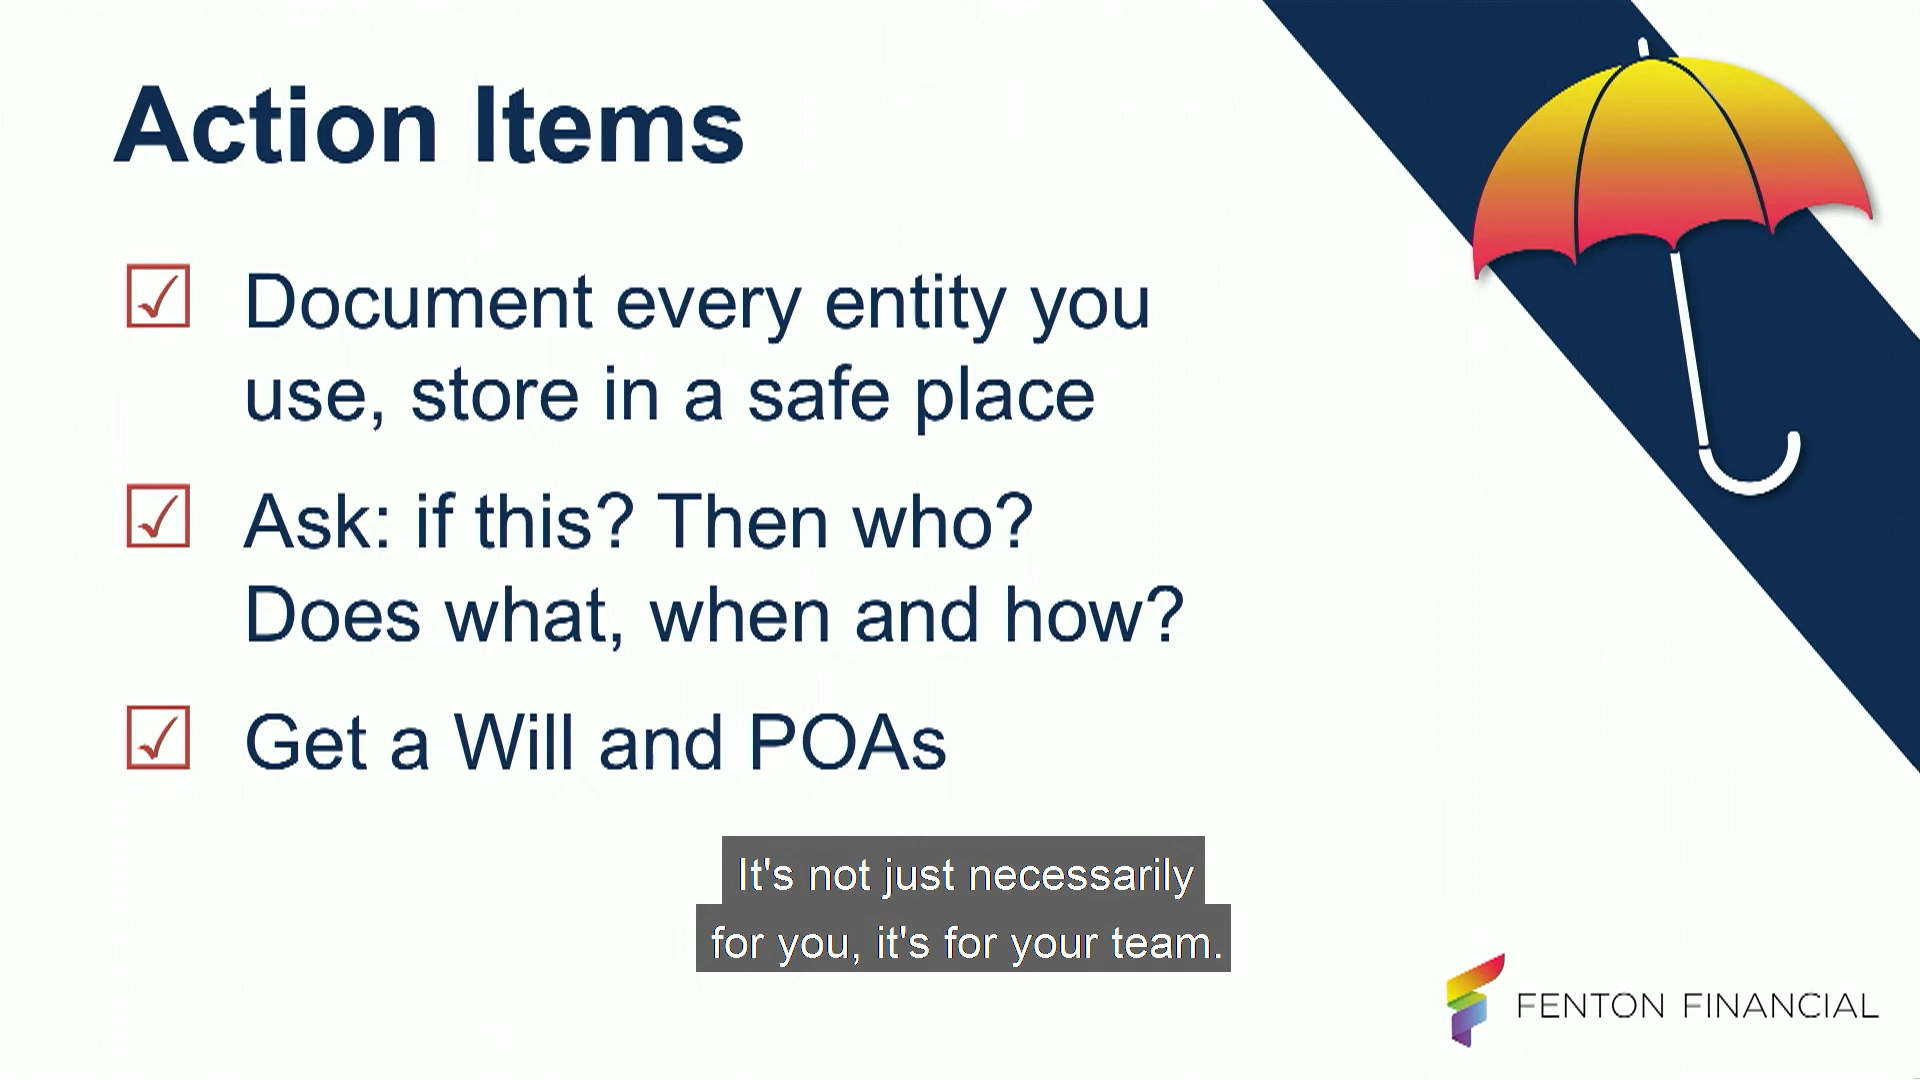 Action Items
Document every entity you
use, store in a safe place
Ask: if this? Then who?
Does what, when and how?
Get a Will and POAs
It's not just necessarily
for you, it's for your team.
FENTON FINANCIAL